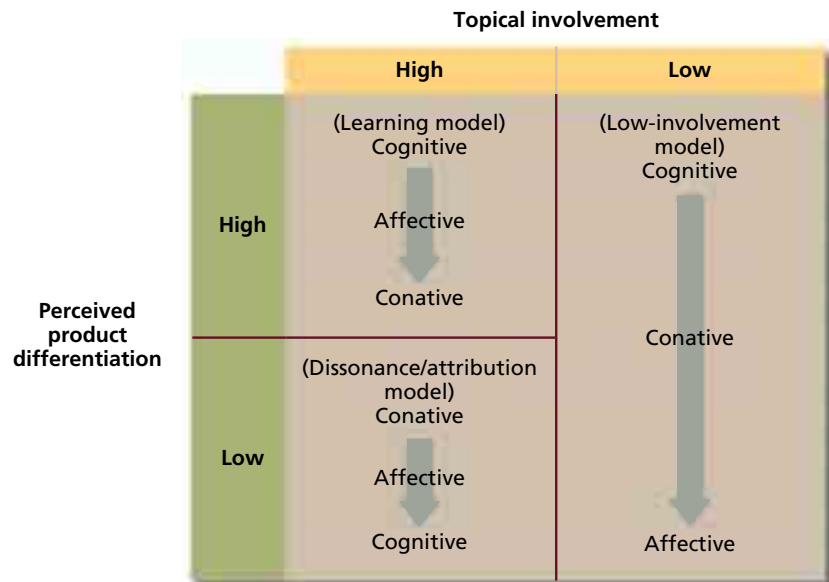 Topical involvement
High
Low
Perceived
product
differentiation
High
(Learning model)
Cognitive
Affective
Conative
(Low-involvement
model)
Cognitive
Conative
Affective
Low
(Dissonance/attribution
model)
Conative
Affective
Cognitive